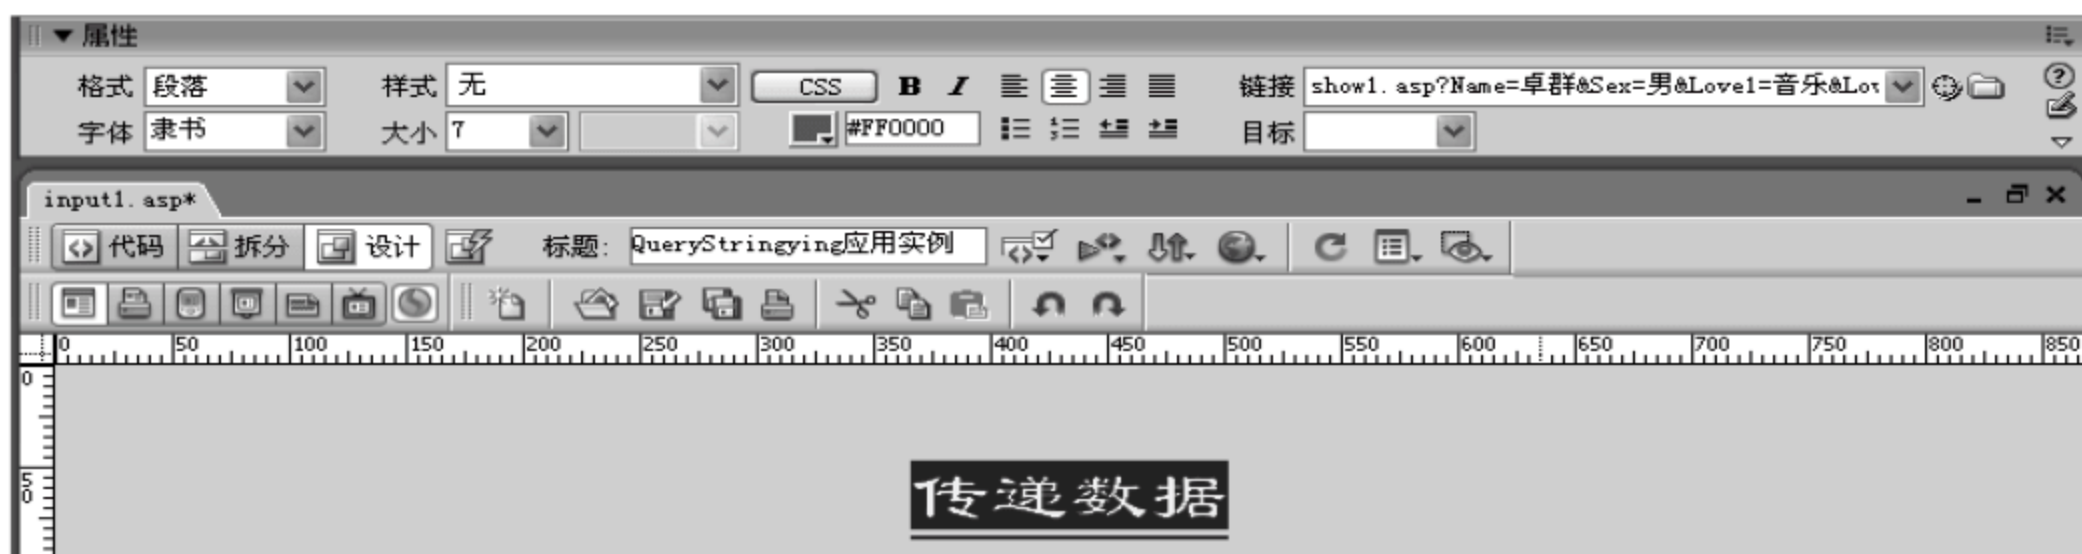 属性
格式 段落 样式 无 CSS B I 链接 show1.asp?Name=卓群&Sex=男&Love1=音乐&Lov
字体 隶书 大小 7 #FF0000 目标
input1.asp*
代码 拆分 设计 标题: QueryStringying应用实例
0 50 100 150 200 250 300 350 400 450 500 550 600 650 700 750 800 850
0
50
传递数据